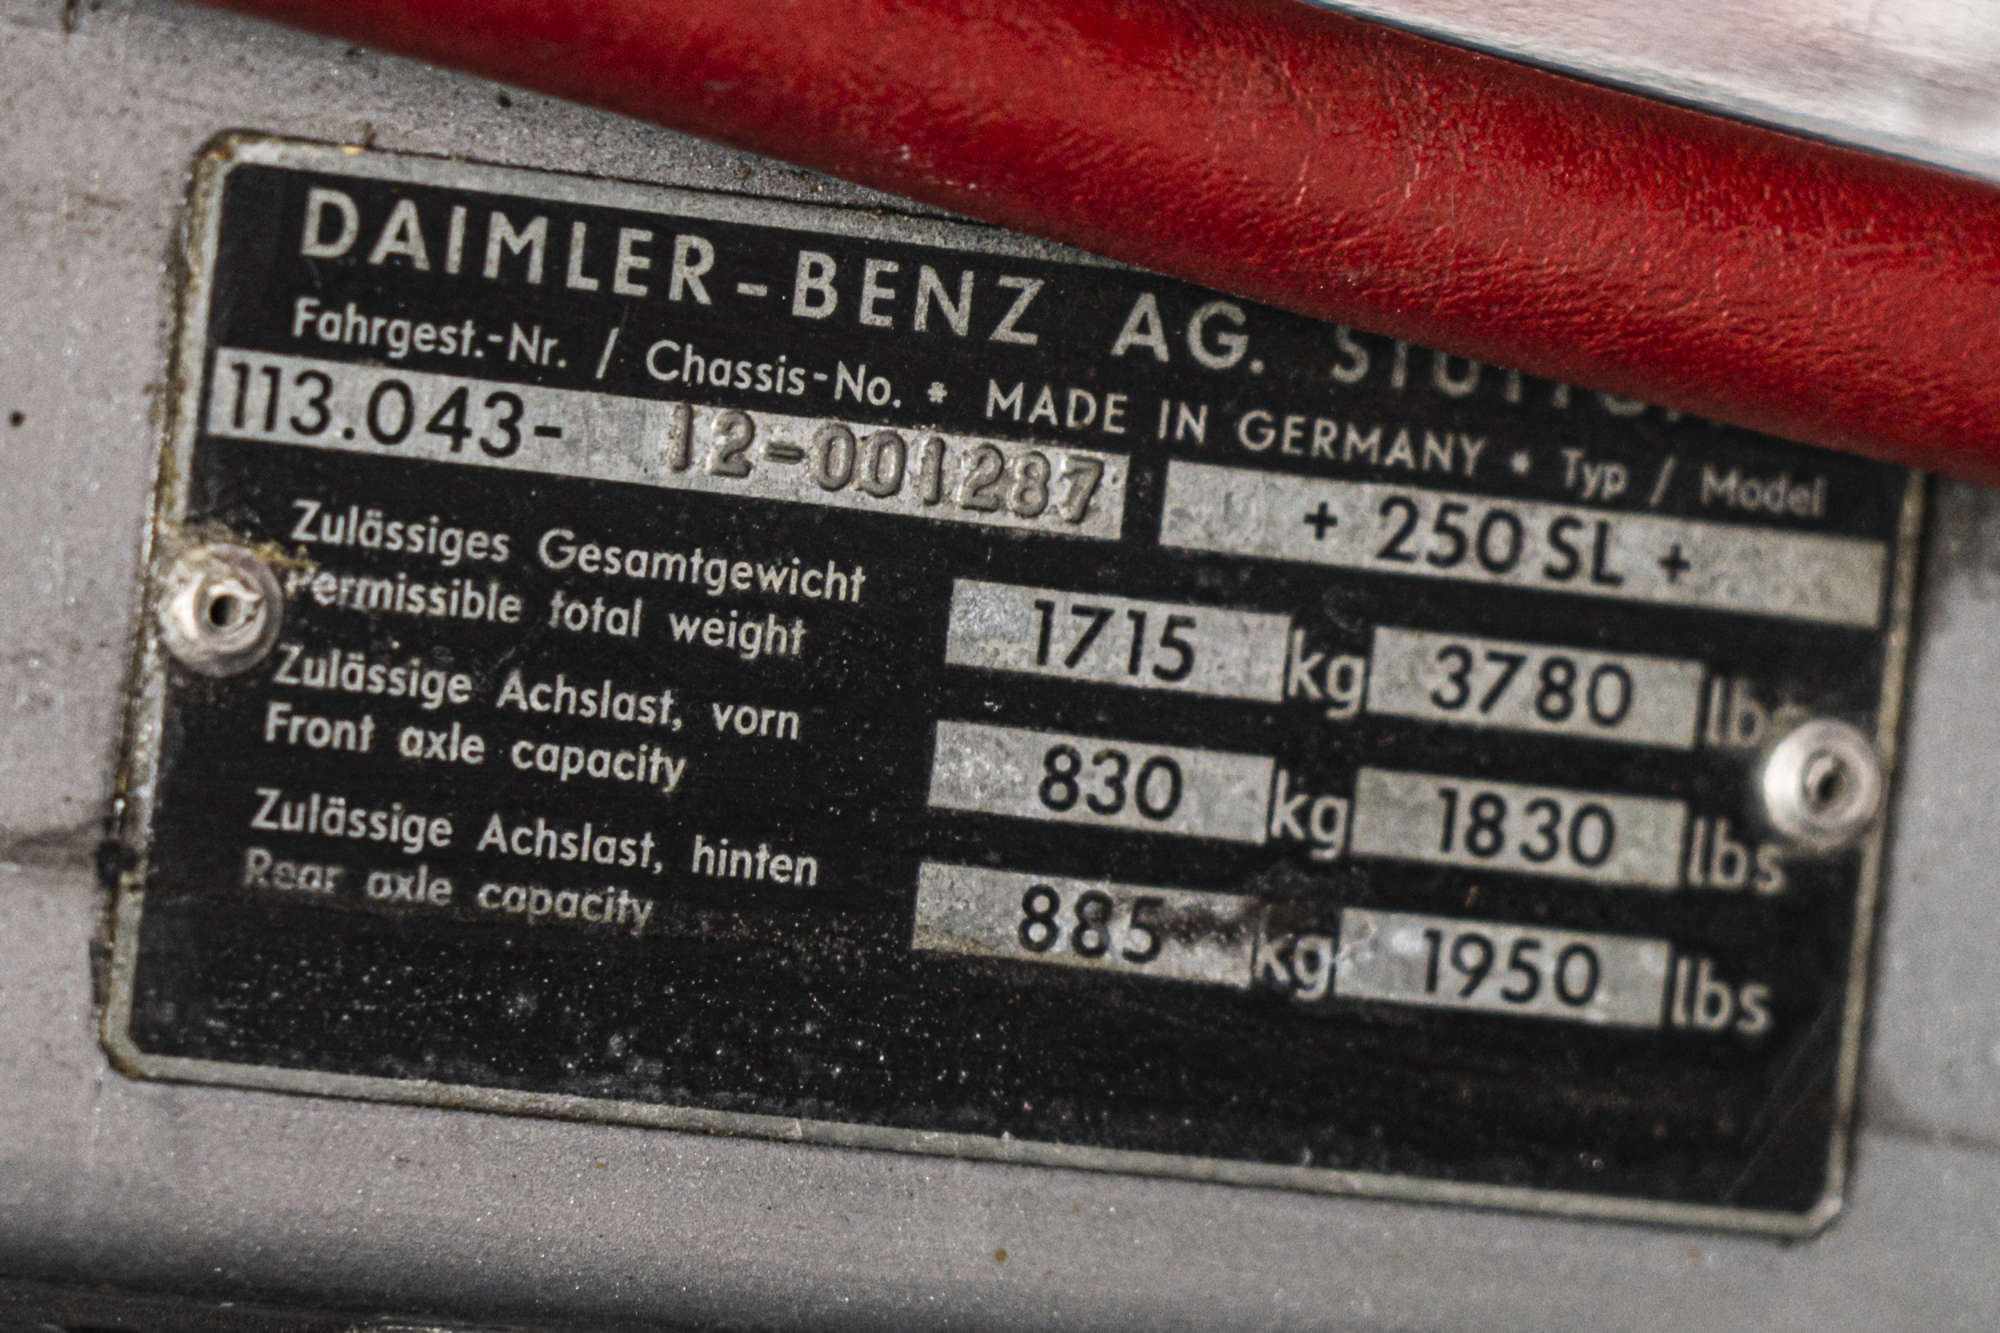 DAIMLER-BENZ AG.
Fahrgest.-Nr. / Chassis-No. * MADE IN GERMANY * Typ / Model
113.043- 12-001287 + 250 SL +
Zulässiges Gesamtgewicht
Permissible total weight 1715 kg 3780 lbs
Zulässige Achslast, vorn
Front axle capacity 830 kg 1830 lbs
Zulässige Achslast, hinten
Rear axle capacity 885 kg 1950 lbs